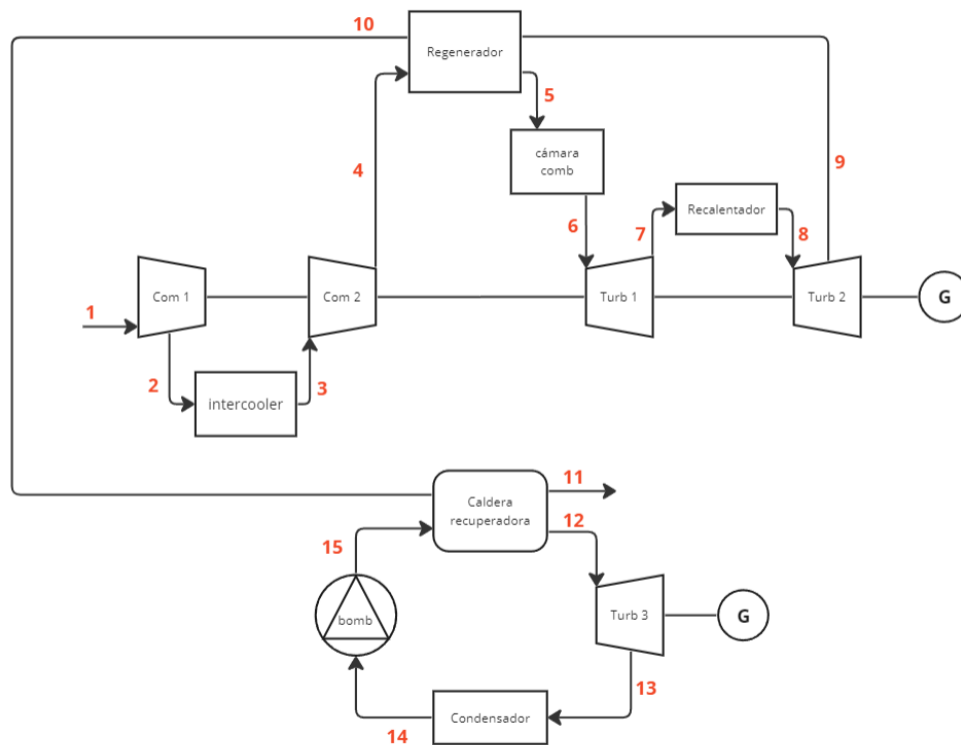 10
Regenerador
5
4
cámara
comb
9
6
7
Recalentador
8
Com 1
Com 2
Turb 1
Turb 2
G
1
2
intercooler
3
Caldera
recuperadora
11
12
15
bomb
Turb 3
G
13
Condensador
14